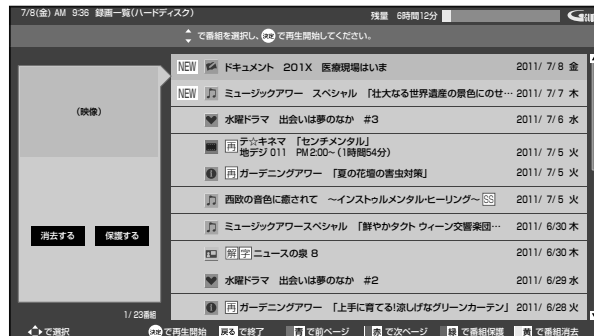 7/8(金) AM 9:36 録画一覧(ハードディスク) 残量 6時間12分
で番組を選択し、決定で再生開始してください。
(映像)
消去する 保護する
1/ 23番組
NEW ドキュメント 201X 医療現場はいま 2011/ 7/ 8 金
NEW ミュージックアワー スペシャル 「壮大なる世界遺産の景色にのせ… 2011/ 7/ 7 木
水曜ドラマ 出会いは夢のなか #3 2011/ 7/ 6 水
再 テ☆キネマ 「センチメンタル」
地デジ 011 PM 2:00~(1時間54分) 2011/ 7/ 5 火
再 ガーデニングアワー 「夏の花壇の害虫対策」 2011/ 7/ 5 火
西欧の音色に癒されて ~インストゥルメンタル・ヒーリング~ SS 2011/ 7/ 5 火
ミュージックアワースペシャル 「鮮やかタクト ウィーン交響楽団… 2011/ 6/30 木
解 字 ニュースの泉 8 2011/ 6/30 木
水曜ドラマ 出会いは夢のなか #2 2011/ 6/29 水
再 ガーデニングアワー 「上手に育てる!涼しげなグリーンカーテン」 2011/ 6/28 火
で選択 決定で再生開始 戻るで終了 青で前ページ 赤で次ページ 緑で番組保護 黄で番組消去